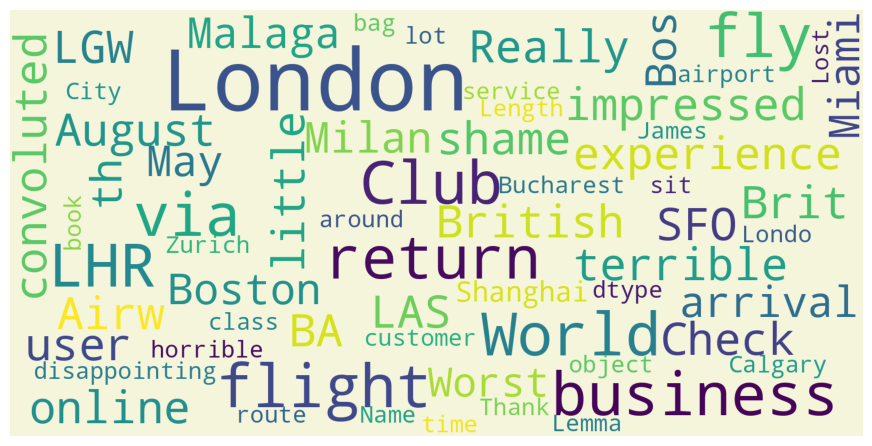 bag
Malaga
lot
Really
Bos
fly
Lost
LGW
London
airport
Miami
City
service
Length
impressed
convoluted
August
little
Milan
shame
James
May
experience
th
Club
Bucharest
sit
Brit
book
via
around
British
SFO
Londo
Zurich
LHR
return
terrible
Boston
Shanghai
dtype
arrival
Airw
class
BA
LAS
World
Check
user
horrible
customer
disappointing
flight
Worst
object
Calgary
business
online
route
Name
Thank
time
Lemma